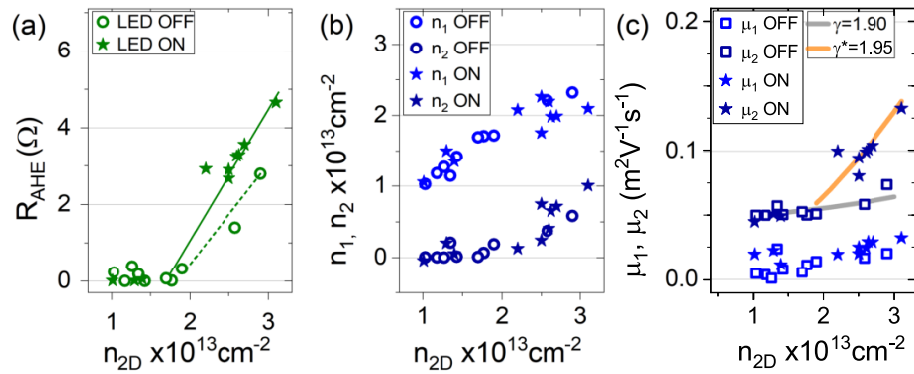 (a)
LED OFF
LED ON
R_AHE (Ω)
6
4
2
0
1 2 3
n_2D x10^13cm^-2
(b)
n_1 OFF
n_2 OFF
n_1 ON
n_2 ON
n_1, n_2 x10^13cm^-2
3
2
1
0
1 2 3
n_2D x10^13cm^-2
(c)
μ_1 OFF
μ_2 OFF
μ_1 ON
μ_2 ON
γ=1.90
γ*=1.95
μ_1, μ_2 (m^2V^-1s^-1)
0.2
0.1
0.0
1 2 3
n_2D x10^13cm^-2